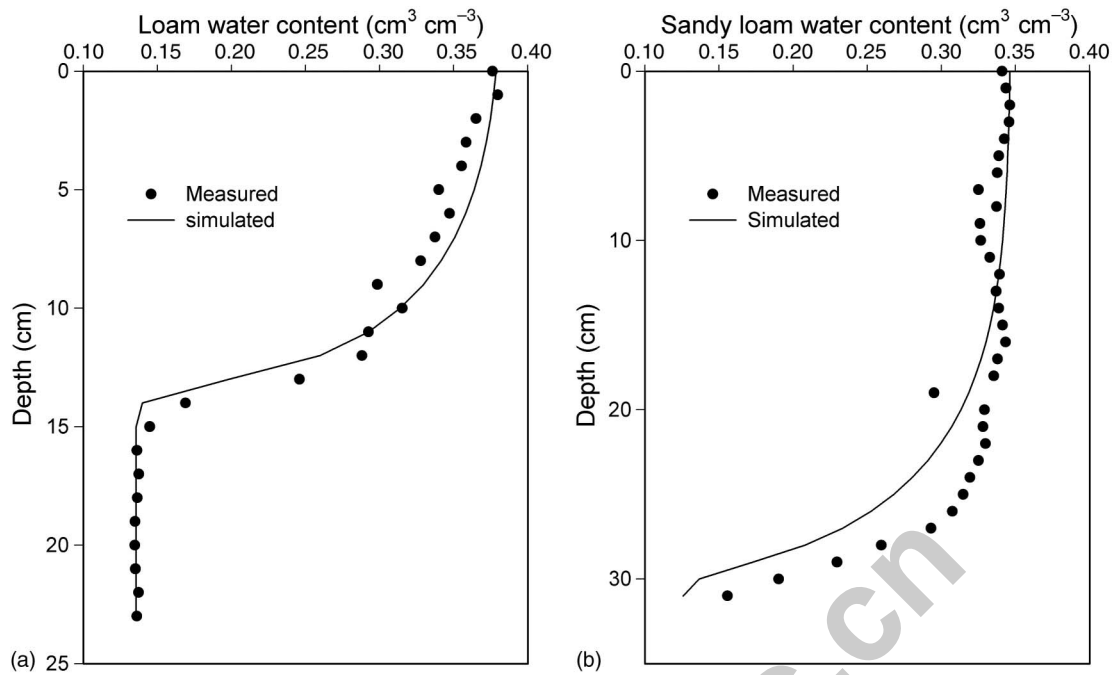 Loam water content (cm³ cm⁻³)
0.10 0.15 0.20 0.25 0.30 0.35 0.40
0
5
10
15
20
25
Depth (cm)
Measured
simulated
(a)
Sandy loam water content (cm³ cm⁻³)
0.10 0.15 0.20 0.25 0.30 0.35 0.40
0
10
20
30
Depth (cm)
Measured
Simulated
(b)
.cn